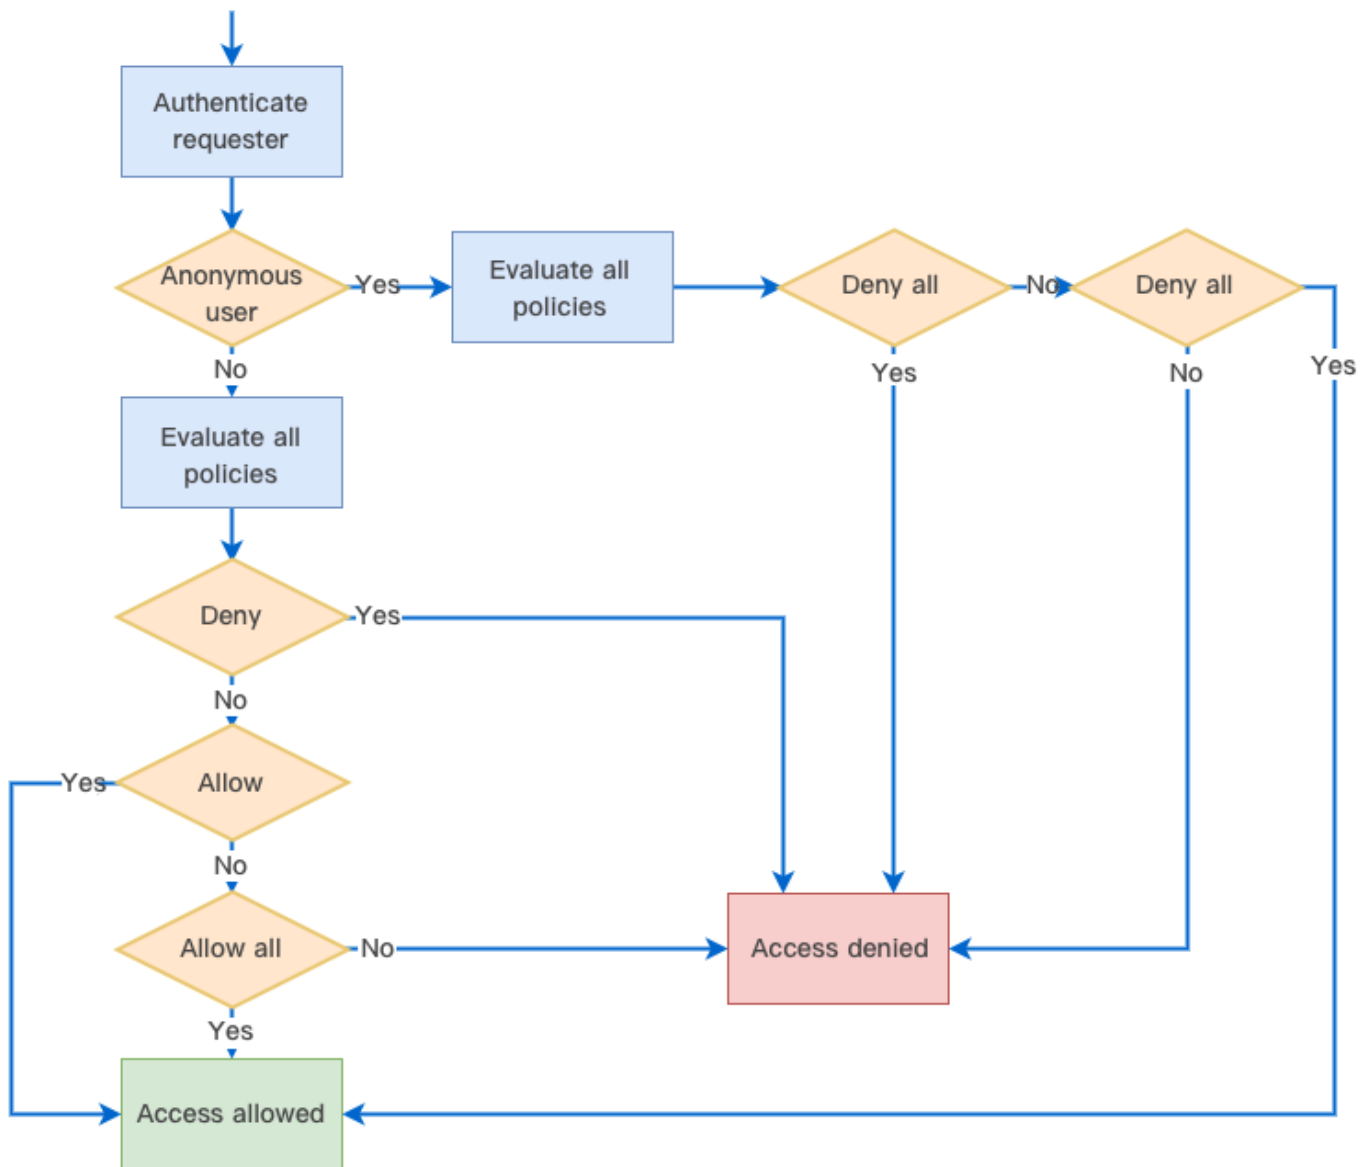 Authenticate
requester
Anonymous
user
Yes
Evaluate all
policies
Deny all
No
Deny all
No
Yes
No
Yes
Evaluate all
policies
Deny
Yes
No
Yes
Allow
No
Allow all
No
Access denied
Yes
Access allowed